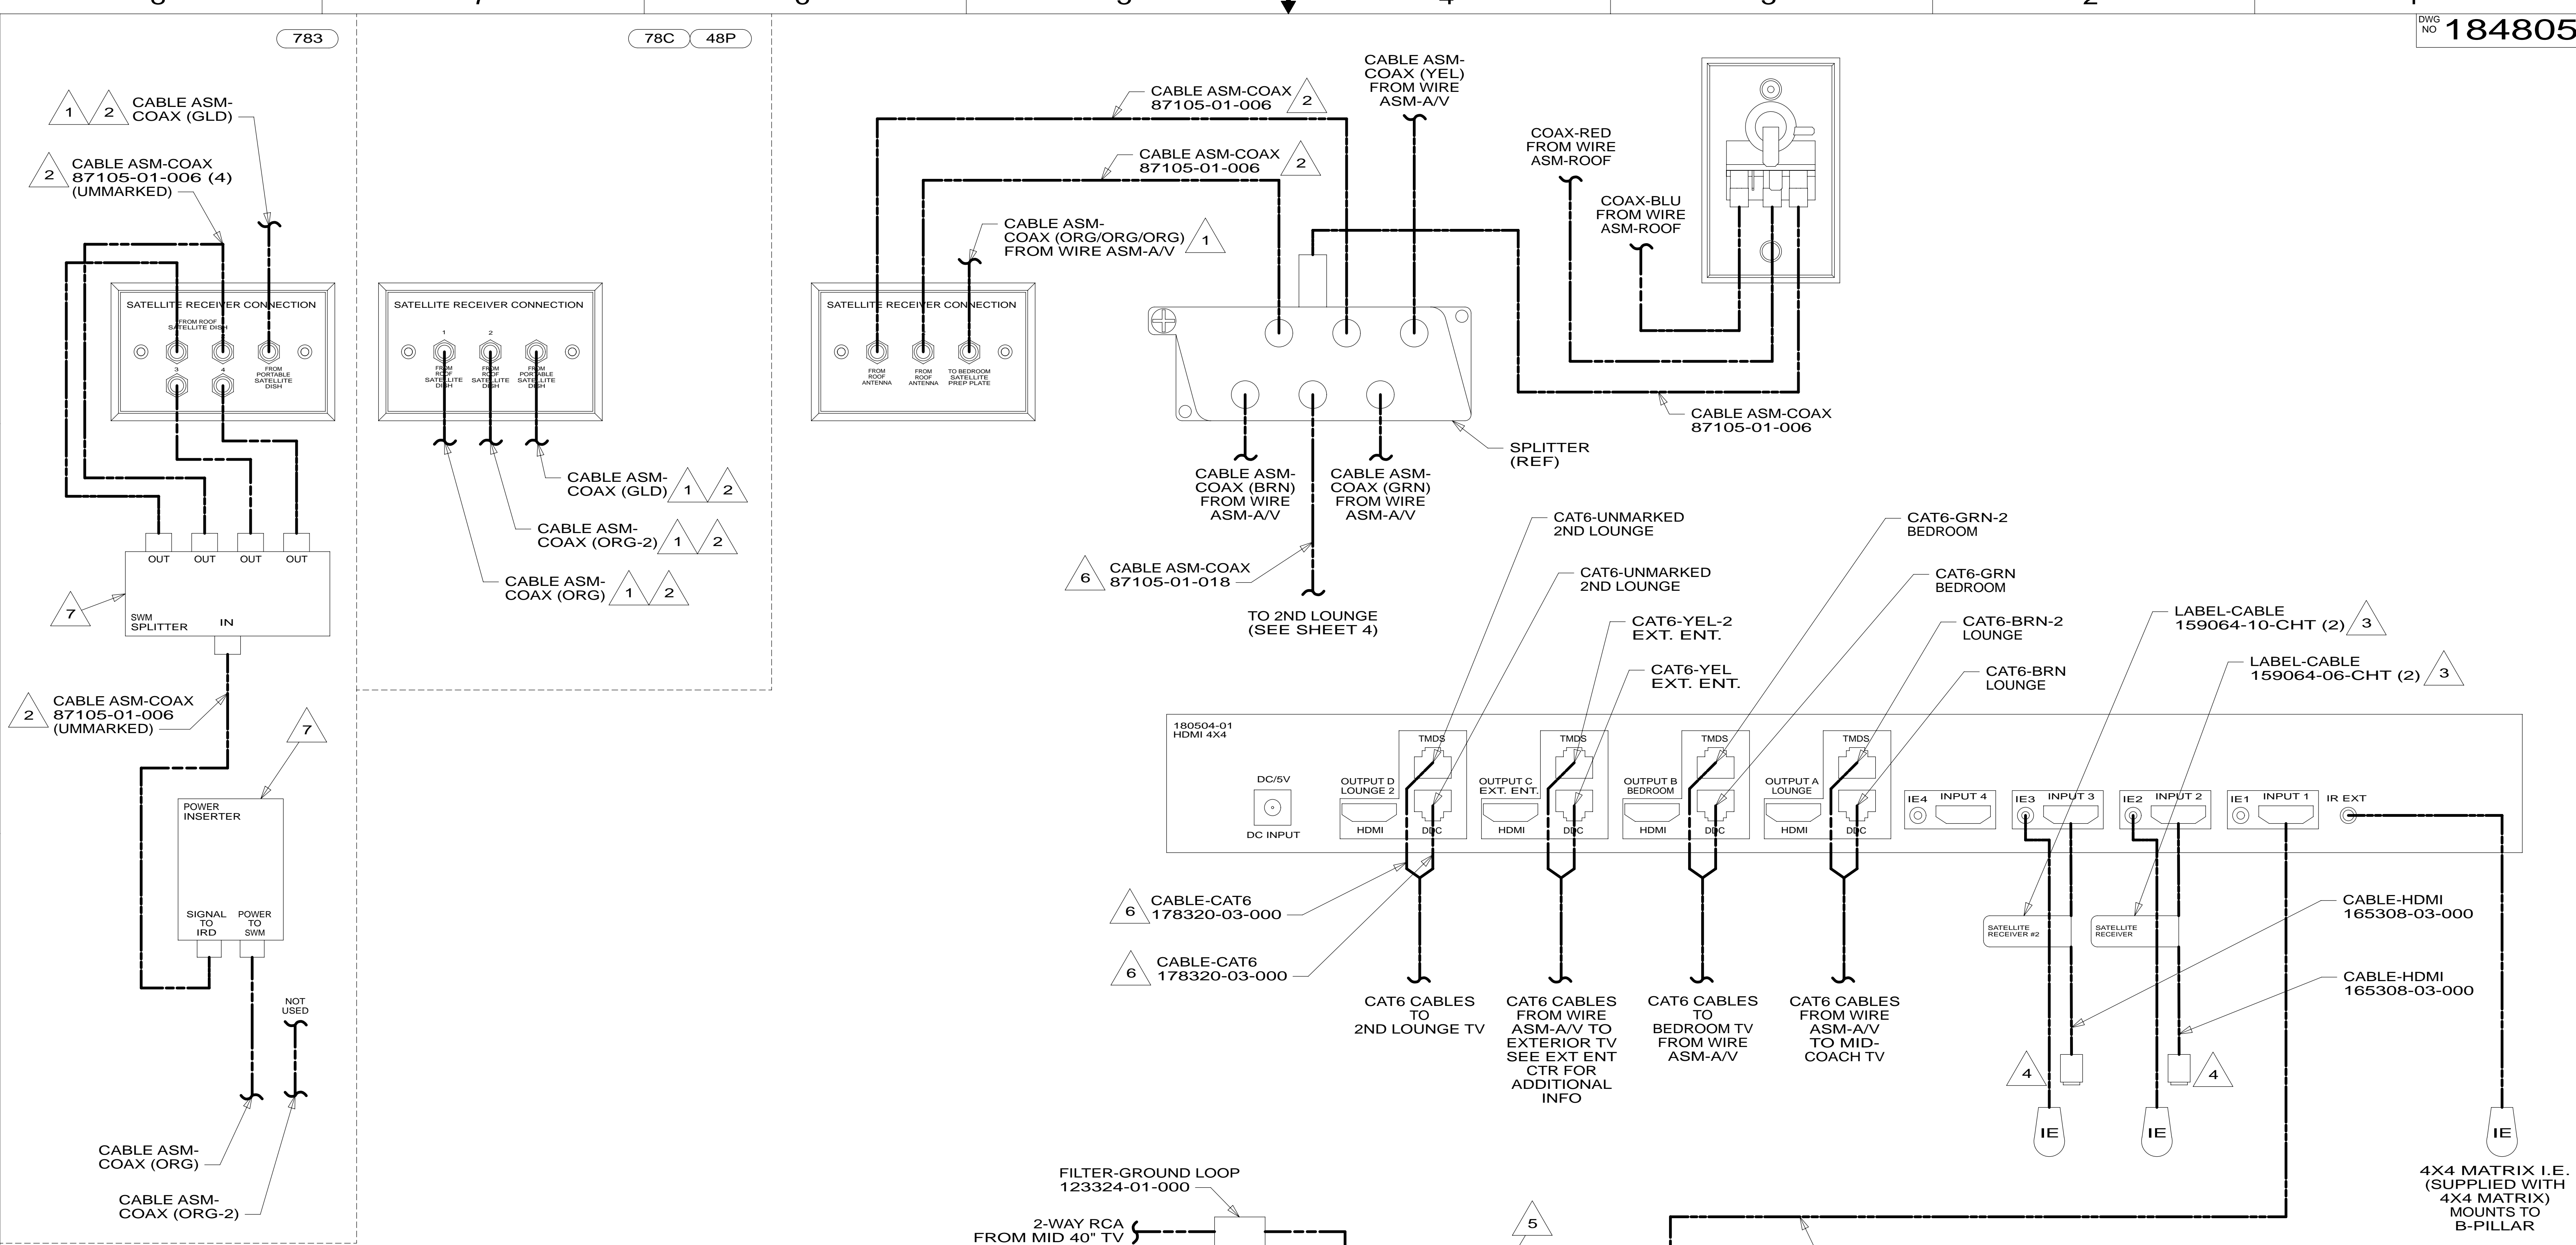 DWG
NO 184805
783
1 2 CABLE ASM-
COAX (GLD)
2 CABLE ASM-COAX
87105-01-006 (4)
(UMMARKED)
SATELLITE RECEIVER CONNECTION
FROM ROOF
SATELLITE DISH
3 4
FROM
PORTABLE
SATELLITE
DISH
OUT OUT OUT OUT
SWM
SPLITTER
IN
7
2 CABLE ASM-COAX
87105-01-006
(UMMARKED)
7
POWER
INSERTER
SIGNAL
TO
IRD
POWER
TO
SWM
NOT
USED
CABLE ASM-
COAX (ORG)
CABLE ASM-
COAX (ORG-2)
78C 48P
SATELLITE RECEIVER CONNECTION
1 2
FROM
ROOF
SATELLITE
DISH
FROM
ROOF
SATELLITE
DISH
FROM
PORTABLE
SATELLITE
DISH
CABLE ASM-
COAX (GLD) 1 2
CABLE ASM-
COAX (ORG-2) 1 2
CABLE ASM-
COAX (ORG) 1 2
CABLE ASM-COAX
87105-01-006 2
CABLE ASM-COAX
87105-01-006 2
CABLE ASM-
COAX (ORG/ORG/ORG)
FROM WIRE ASM-A/V 1
CABLE ASM-
COAX (YEL)
FROM WIRE
ASM-A/V
COAX-RED
FROM WIRE
ASM-ROOF
COAX-BLU
FROM WIRE
ASM-ROOF
SATELLITE RECEIVER CONNECTION
FROM
ROOF
ANTENNA
FROM
ROOF
ANTENNA
TO BEDROOM
SATELLITE
PREP PLATE
CABLE ASM-COAX
87105-01-006
SPLITTER
(REF)
CABLE ASM-
COAX (BRN)
FROM WIRE
ASM-A/V
CABLE ASM-
COAX (GRN)
FROM WIRE
ASM-A/V
6 CABLE ASM-COAX
87105-01-018
TO 2ND LOUNGE
(SEE SHEET 4)
CAT6-UNMARKED
2ND LOUNGE
CAT6-UNMARKED
2ND LOUNGE
CAT6-YEL-2
EXT. ENT.
CAT6-YEL
EXT. ENT.
CAT6-GRN-2
BEDROOM
CAT6-GRN
BEDROOM
CAT6-BRN-2
LOUNGE
CAT6-BRN
LOUNGE
LABEL-CABLE
159064-10-CHT (2) 3
LABEL-CABLE
159064-06-CHT (2) 3
180504-01
HDMI 4X4
DC/5V
DC INPUT
OUTPUT D
LOUNGE 2
HDMI
TMDS
DDC
OUTPUT C
EXT. ENT.
HDMI
TMDS
DDC
OUTPUT B
BEDROOM
HDMI
TMDS
DDC
OUTPUT A
LOUNGE
HDMI
TMDS
DDC
IE4 INPUT 4
IE3 INPUT 3
IE2 INPUT 2
IE1 INPUT 1
IR EXT
6 CABLE-CAT6
178320-03-000
6 CABLE-CAT6
178320-03-000
CAT6 CABLES
TO
2ND LOUNGE TV
CAT6 CABLES
FROM WIRE
ASM-A/V TO
EXTERIOR TV
SEE EXT ENT
CTR FOR
ADDITIONAL
INFO
CAT6 CABLES
TO
BEDROOM TV
FROM WIRE
ASM-A/V
CAT6 CABLES
FROM WIRE
ASM-A/V
TO MID-
COACH TV
SATELLITE
RECEIVER #2
SATELLITE
RECEIVER
CABLE-HDMI
165308-03-000
CABLE-HDMI
165308-03-000
4 4
IE IE IE
4X4 MATRIX I.E.
(SUPPLIED WITH
4X4 MATRIX)
MOUNTS TO
B-PILLAR
FILTER-GROUND LOOP
123324-01-000
2-WAY RCA
FROM MID 40" TV
5